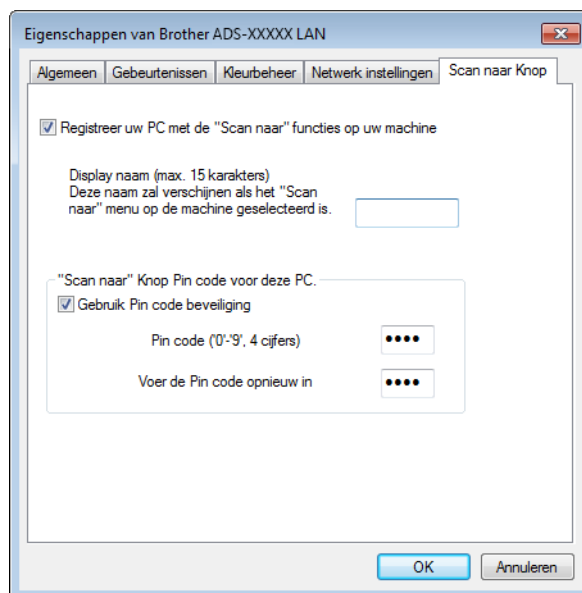 Eigenschappen van Brother ADS-XXXXX LAN
Algemeen Gebeurtenissen Kleurbeheer Netwerk instellingen Scan naar Knop
Registreer uw PC met de "Scan naar" functies op uw machine
Display naam (max. 15 karakters)
Deze naam zal verschijnen als het "Scan
naar" menu op de machine geselecteerd is.
"Scan naar" Knop Pin code voor deze PC.
Gebruik Pin code beveiliging
Pin code ('0'-'9', 4 cijfers) ••••
Voer de Pin code opnieuw in ••••
OK Annuleren